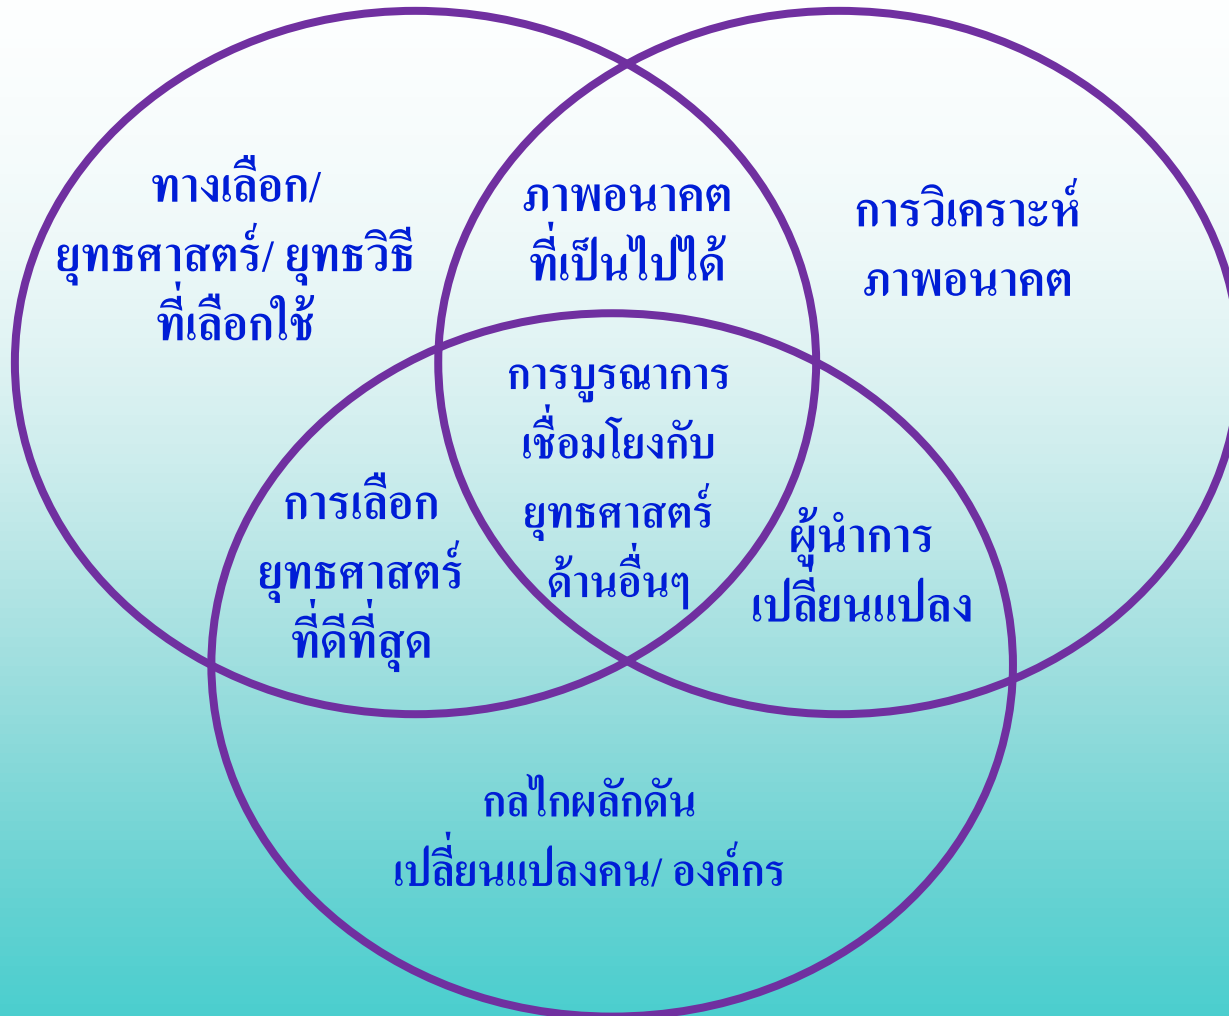 ทางเลือก/
ยุทธศาสตร์/ ยุทธวิธี
ที่เลือกใช้
ภาพอนาคต
ที่เป็นไปได้
การวิเคราะห์
ภาพอนาคต
การบูรณาการ
เชื่อมโยงกับ
ยุทธศาสตร์
ด้านอื่นๆ
การเลือก
ยุทธศาสตร์
ที่ดีที่สุด
ผู้นำการ
เปลี่ยนแปลง
กลไกผลักดัน
เปลี่ยนแปลงคน/ องค์กร